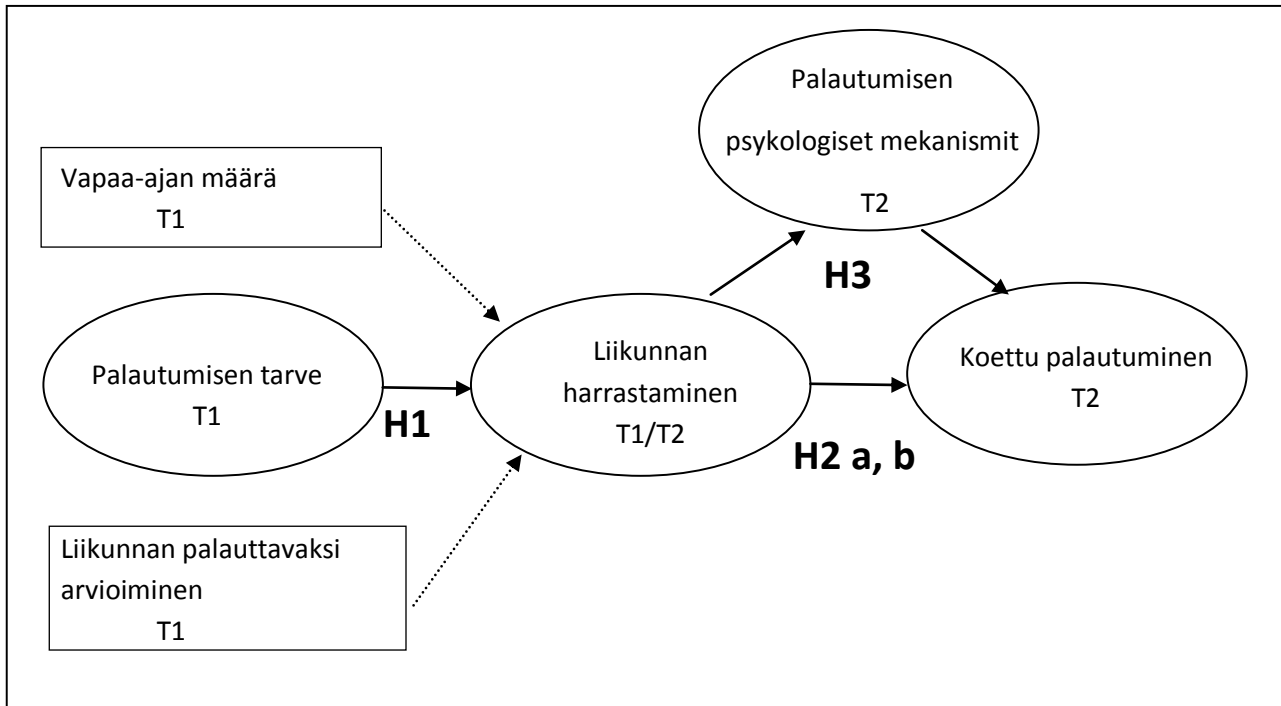 Palautumisen
psykologiset mekanismit
T2
Vapaa-ajan määrä
T1
H3
Palautumisen tarve
T1
H1
Liikunnan
harrastaminen
T1/T2
H2 a, b
Koettu palautuminen
T2
Liikunnan palauttavaksi
arvioiminen
T1